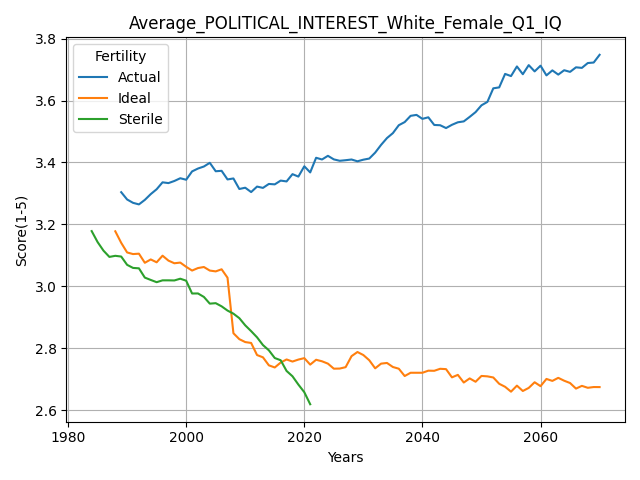 Average_POLITICAL_INTEREST_White_Female_Q1_IQ
Score(1-5)
3.8
3.6
3.4
3.2
3.0
2.8
2.6
Fertility
Actual
Ideal
Sterile
1980 2000 2020 2040 2060
Years